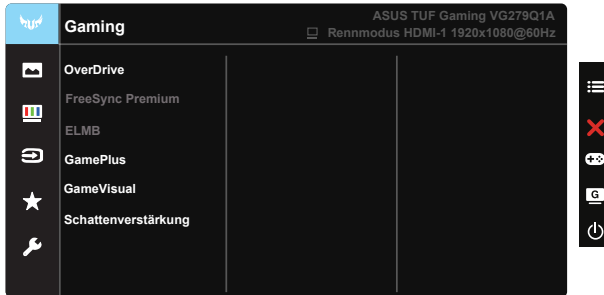 Gaming
ASUS TUF Gaming VG279Q1A
Rennmodus HDMI-1 1920x1080@60Hz
OverDrive
FreeSync Premium
ELMB
GamePlus
GameVisual
Schattenverstärkung
G